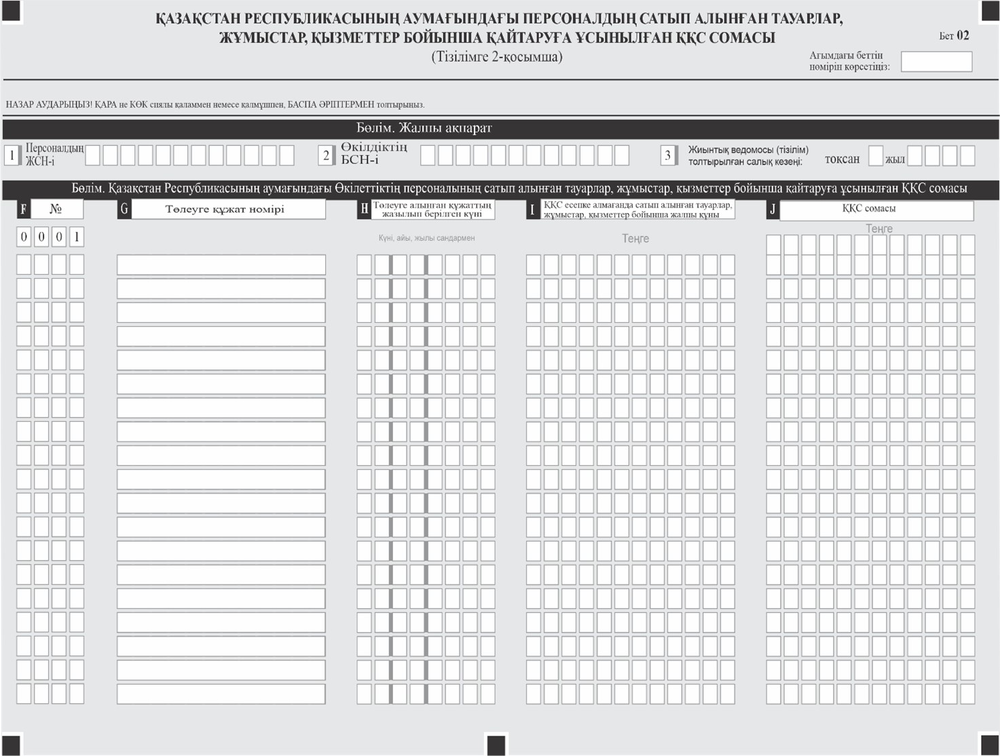 ҚАЗАҚСТАН РЕСПУБЛИКАСЫНЫҢ АУМАҒЫНДАҒЫ ПЕРСОНАЛДЫҢ САТЫП АЛЫНҒАН ТАУАРЛАР,
ЖҰМЫСТАР, ҚЫЗМЕТТЕР БОЙЫНША ҚАЙТАРУҒА ҰСЫНЫЛҒАН ҚҚС СОМАСЫ
(Тізілімге 2-қосымша)
Бет 02
Ағымдағы беттін
нөмірін көрсетіңіз:
НАЗАР АУДАРЫҢЫЗ! ҚАРА не КӨК сиялы қаламмен немесе қалмұшпен, БАСПА ӘРІПТЕРМЕН толтырыңыз.
Бөлім. Жалпы ақпарат
1 Персоналдың
ЖСН-і
2 Өкілдіктің
БСН-і
3 Жиынтық ведомосы (тізілім)
толтырылған салық кезеңі:
тоқсан жыл
Бөлім. Қазақстан Республикасының аумағындағы Өкілеттіктің персоналының сатып алынған тауарлар, жұмыстар, қызметтер бойынша қайтаруға ұсынылған ҚҚС сомасы
F №
G Төлеуге құжат нөмірі
H Төлеуге алынған құжаттың
жазылып берілген күні
I ҚҚС есепке алмағанда сатып алынған тауарлар,
жұмыстар, қызметтер бойынша жалпы құны
J ҚҚС сомасы
0 0 0 1
Күні, айы, жылы сандармен
Теңге
Теңге